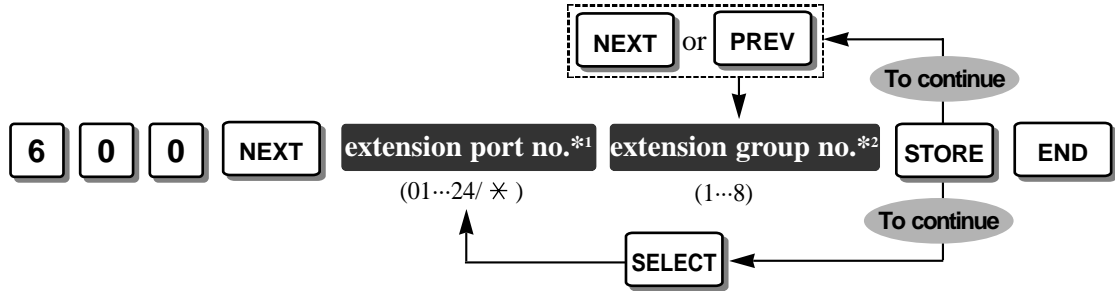 NEXT or PREV
To continue
6 0 0 NEXT extension port no.*1 extension group no.*2 STORE END
(01···24/ ✳ ) (1···8)
To continue
SELECT